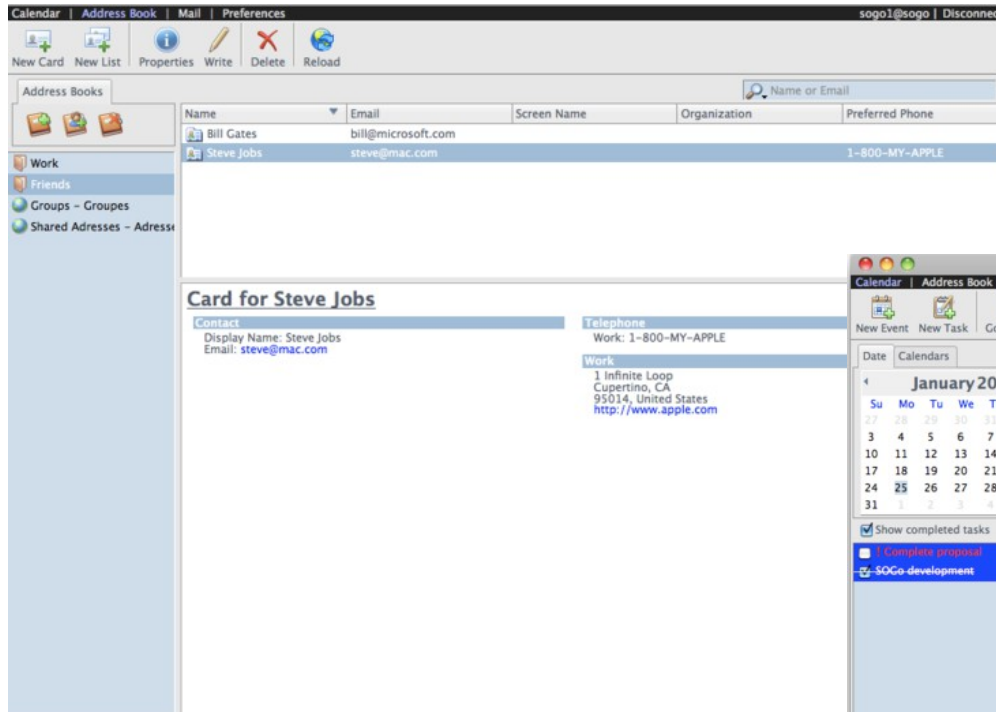 Calendar | Address Book | Mail | Preferences sogo1@sogo | Disconnec
New Card New List Properties Write Delete Reload
Address Books
Name or Email
Name Email Screen Name Organization Preferred Phone
Bill Gates bill@microsoft.com
Steve Jobs steve@mac.com 1-800-MY-APPLE
Work
Friends
Groups - Groupes
Shared Adresses - Adresse
Card for Steve Jobs
Contact
Display Name: Steve Jobs
Email: steve@mac.com
Telephone
Work: 1-800-MY-APPLE
Work
1 Infinite Loop
Cupertino, CA
95014, United States
http://www.apple.com
Calendar | Address Book
New Event New Task Go
Date Calendars
January 20
Su Mo Tu We T
27 28 29 30 31
3 4 5 6 7
10 11 12 13 14
17 18 19 20 21
24 25 26 27 28
31 1 2 3 4
Show completed tasks
! Complete proposal
SOGo development